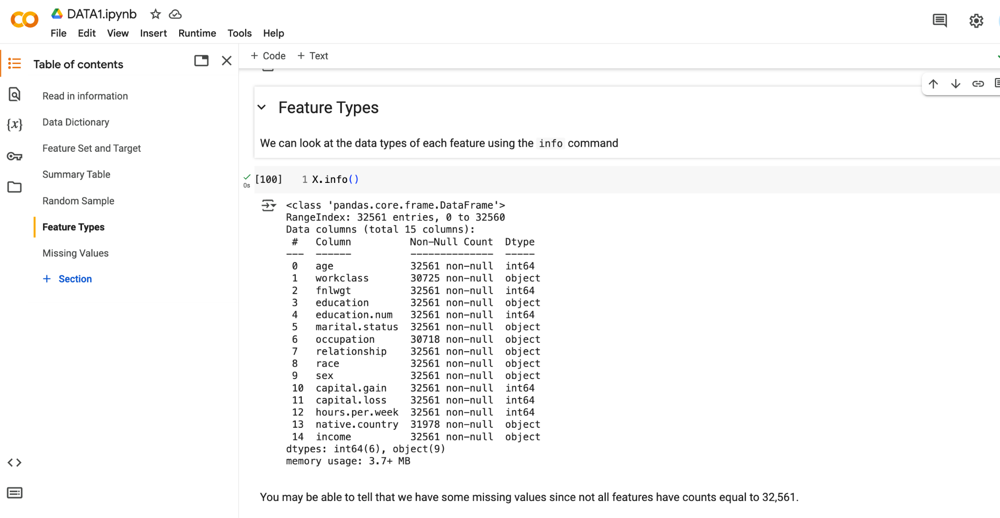 DATA1.ipynb
File Edit View Insert Runtime Tools Help
Table of contents
Read in information
Data Dictionary
Feature Set and Target
Summary Table
Random Sample
Feature Types
Missing Values
+ Section
{x}
<>
+ Code + Text
Feature Types
We can look at the data types of each feature using the info command
0s
[100] 1 X.info()
<class 'pandas.core.frame.DataFrame'>
RangeIndex: 32561 entries, 0 to 32560
Data columns (total 15 columns):
 #   Column          Non-Null Count  Dtype
---  ------          --------------  -----
 0   age             32561 non-null  int64
 1   workclass       30725 non-null  object
 2   fnlwgt          32561 non-null  int64
 3   education       32561 non-null  object
 4   education.num   32561 non-null  int64
 5   marital.status  32561 non-null  object
 6   occupation      30718 non-null  object
 7   relationship    32561 non-null  object
 8   race            32561 non-null  object
 9   sex             32561 non-null  object
 10  capital.gain    32561 non-null  int64
 11  capital.loss    32561 non-null  int64
 12  hours.per.week  32561 non-null  int64
 13  native.country  31978 non-null  object
 14  income          32561 non-null  object
dtypes: int64(6), object(9)
memory usage: 3.7+ MB
You may be able to tell that we have some missing values since not all features have counts equal to 32,561.